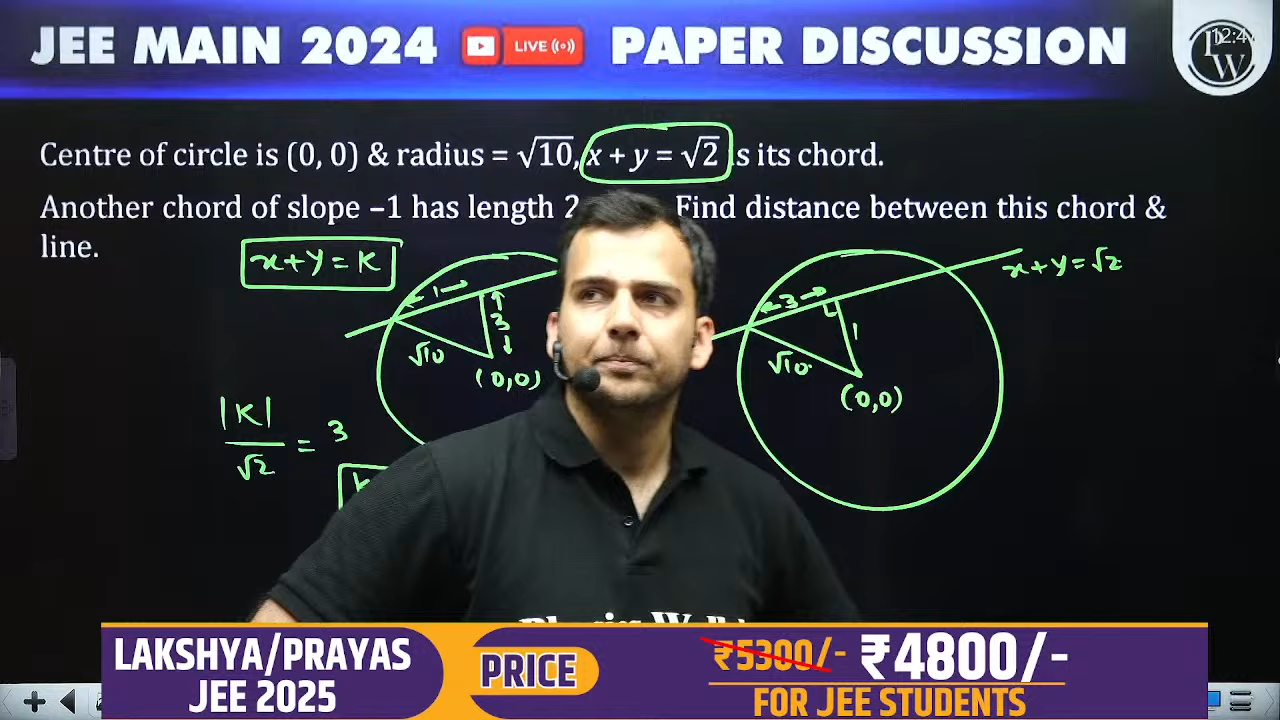 JEE MAIN 2024 LIVE PAPER DISCUSSION
12:4
W
Centre of circle is (0, 0) & radius = √10, x + y = √2 is its chord.
Another chord of slope –1 has length 2 Find distance between this chord &
line.
x+y=K
x+y=√2
1
3
√10
(0,0)
3
1
√10
(0,0)
|K|/√2 = 3
LAKSHYA/PRAYAS
JEE 2025
PRICE
₹5300/- ₹4800/-
FOR JEE STUDENTS